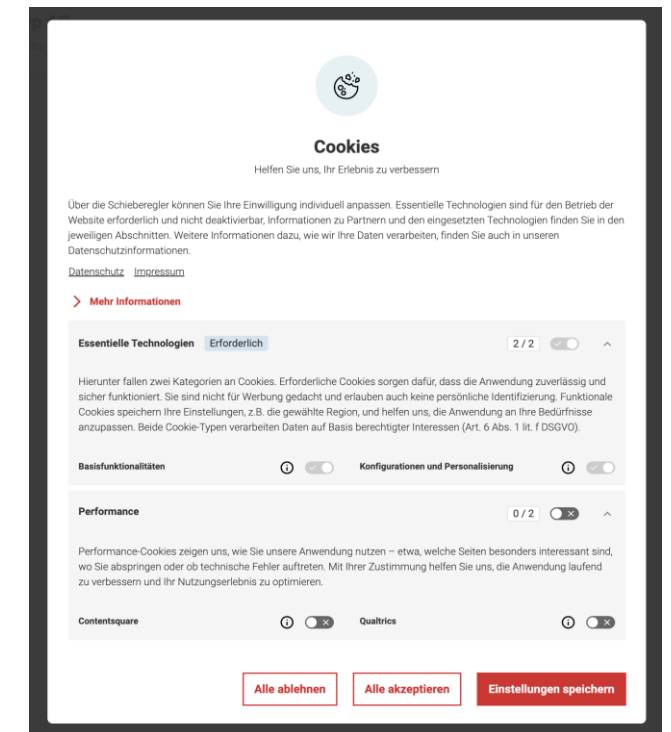 Cookies
Helfen Sie uns, Ihr Erlebnis zu verbessern
Über die Schieberegler können Sie Ihre Einwilligung individuell anpassen. Essentielle Technologien sind für den Betrieb der
Website erforderlich und nicht deaktivierbar, Informationen zu Partnern und den eingesetzten Technologien finden Sie in den
jeweiligen Abschnitten. Weitere Informationen dazu, wie wir Ihre Daten verarbeiten, finden Sie auch in unseren
Datenschutzinformationen.
Datenschutz Impressum
Mehr Informationen
Essentielle Technologien Erforderlich 2 / 2
Hierunter fallen zwei Kategorien an Cookies. Erforderliche Cookies sorgen dafür, dass die Anwendung zuverlässig und
sicher funktioniert. Sie sind nicht für Werbung gedacht und erlauben auch keine persönliche Identifizierung. Funktionale
Cookies speichern Ihre Einstellungen, z.B. die gewählte Region, und helfen uns, die Anwendung an Ihre Bedürfnisse
anzupassen. Beide Cookie-Typen verarbeiten Daten auf Basis berechtigter Interessen (Art. 6 Abs. 1 lit. f DSGVO).
Basisfunktionalitäten Konfigurationen und Personalisierung
Performance 0 / 2
Performance-Cookies zeigen uns, wie Sie unsere Anwendung nutzen – etwa, welche Seiten besonders interessant sind,
wo Sie abspringen oder ob technische Fehler auftreten. Mit Ihrer Zustimmung helfen Sie uns, die Anwendung laufend
zu verbessern und Ihr Nutzungserlebnis zu optimieren.
Contentsquare Qualtrics
Alle ablehnen Alle akzeptieren Einstellungen speichern